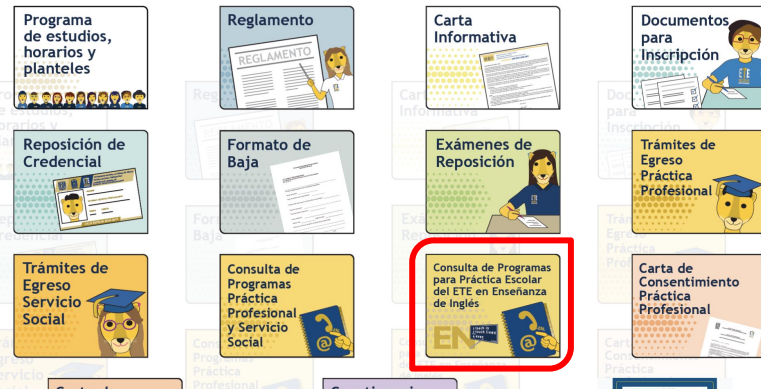 Programa
de estudios,
horarios y
planteles
Reglamento
REGLAMENTO
Carta
Informativa
Documentos
para
Inscripción
ETE
Reposición de
Credencial
Formato de
Baja
Exámenes de
Reposición
Trámites de
Egreso
Práctica
Profesional
Trámites de
Egreso
Servicio
Social
Consulta de
Programas
Práctica
Profesional
y Servicio
Social
@
Consulta de Programas
para Práctica Escolar
del ETE en Enseñanza
de Inglés
EN
@
Carta de
Consentimiento
Práctica
Profesional